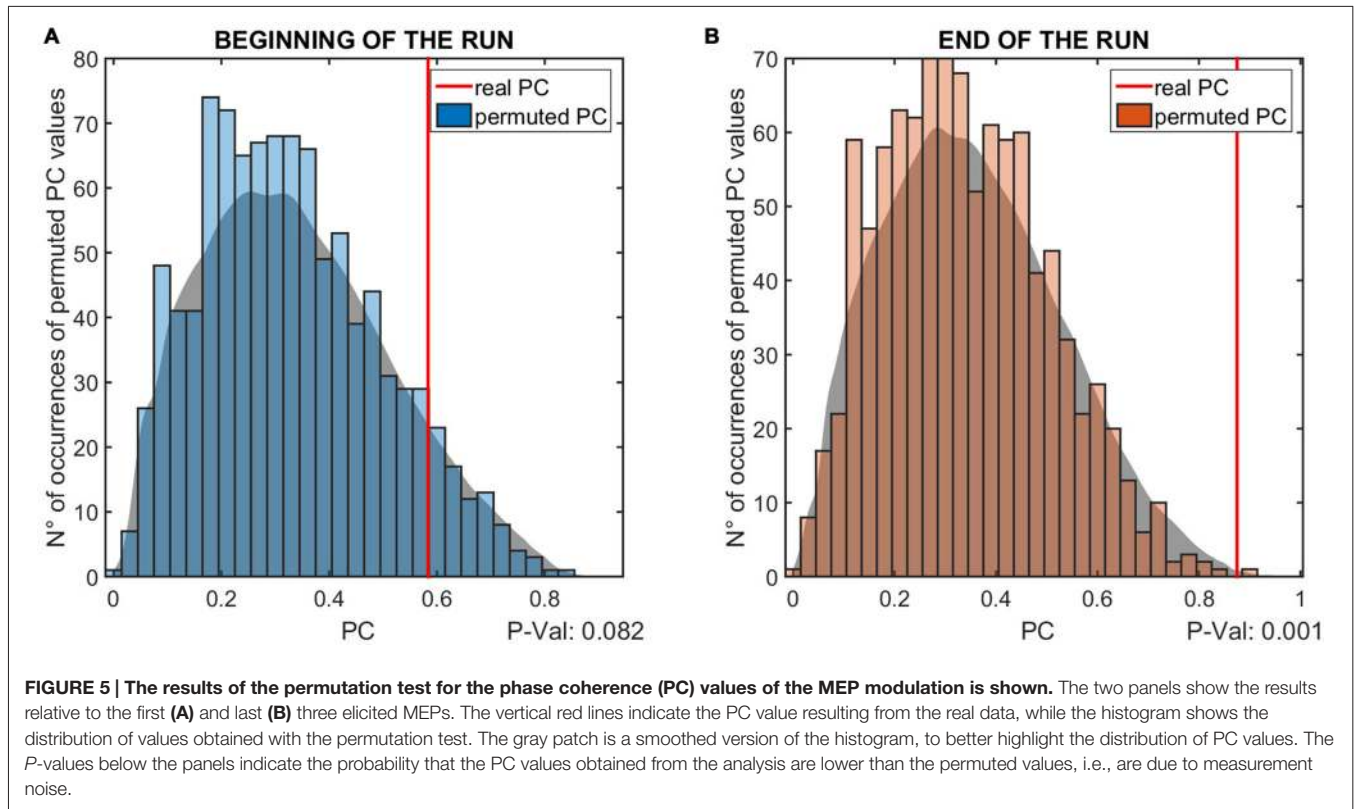 A
BEGINNING OF THE RUN
80
70
60
50
40
30
20
10
0
N° of occurrences of permuted PC values
real PC
permuted PC
0 0.2 0.4 0.6 0.8
PC
P-Val: 0.082
B
END OF THE RUN
70
60
50
40
30
20
10
0
N° of occurrences of permuted PC values
real PC
permuted PC
0 0.2 0.4 0.6 0.8 1
PC
P-Val: 0.001
FIGURE 5 | The results of the permutation test for the phase coherence (PC) values of the MEP modulation is shown. The two panels show the results
relative to the first (A) and last (B) three elicited MEPs. The vertical red lines indicate the PC value resulting from the real data, while the histogram shows the
distribution of values obtained with the permutation test. The gray patch is a smoothed version of the histogram, to better highlight the distribution of PC values. The
P-values below the panels indicate the probability that the PC values obtained from the analysis are lower than the permuted values, i.e., are due to measurement
noise.